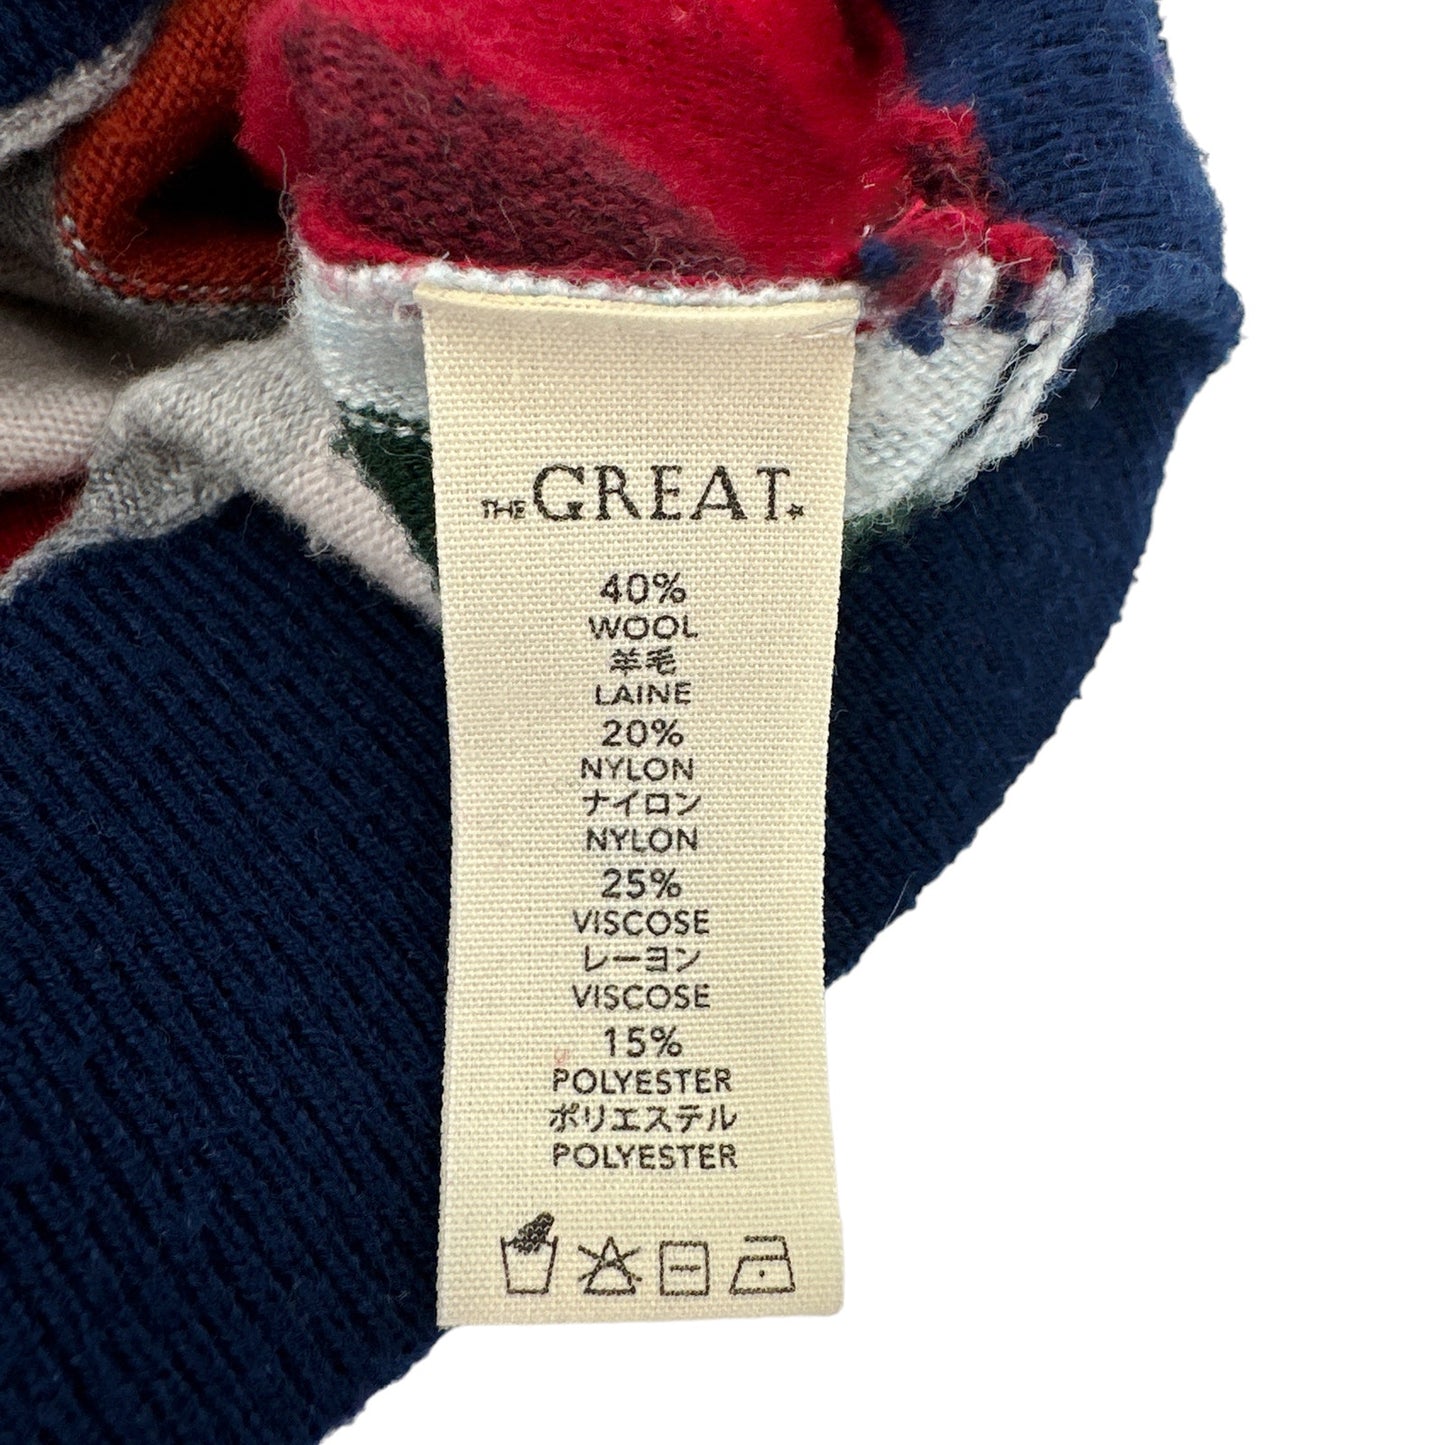 THE GREAT.
40%
WOOL
羊毛
LAINE
20%
NYLON
ナイロン
NYLON
25%
VISCOSE
レーヨン
VISCOSE
15%
POLYESTER
ポリエステル
POLYESTER